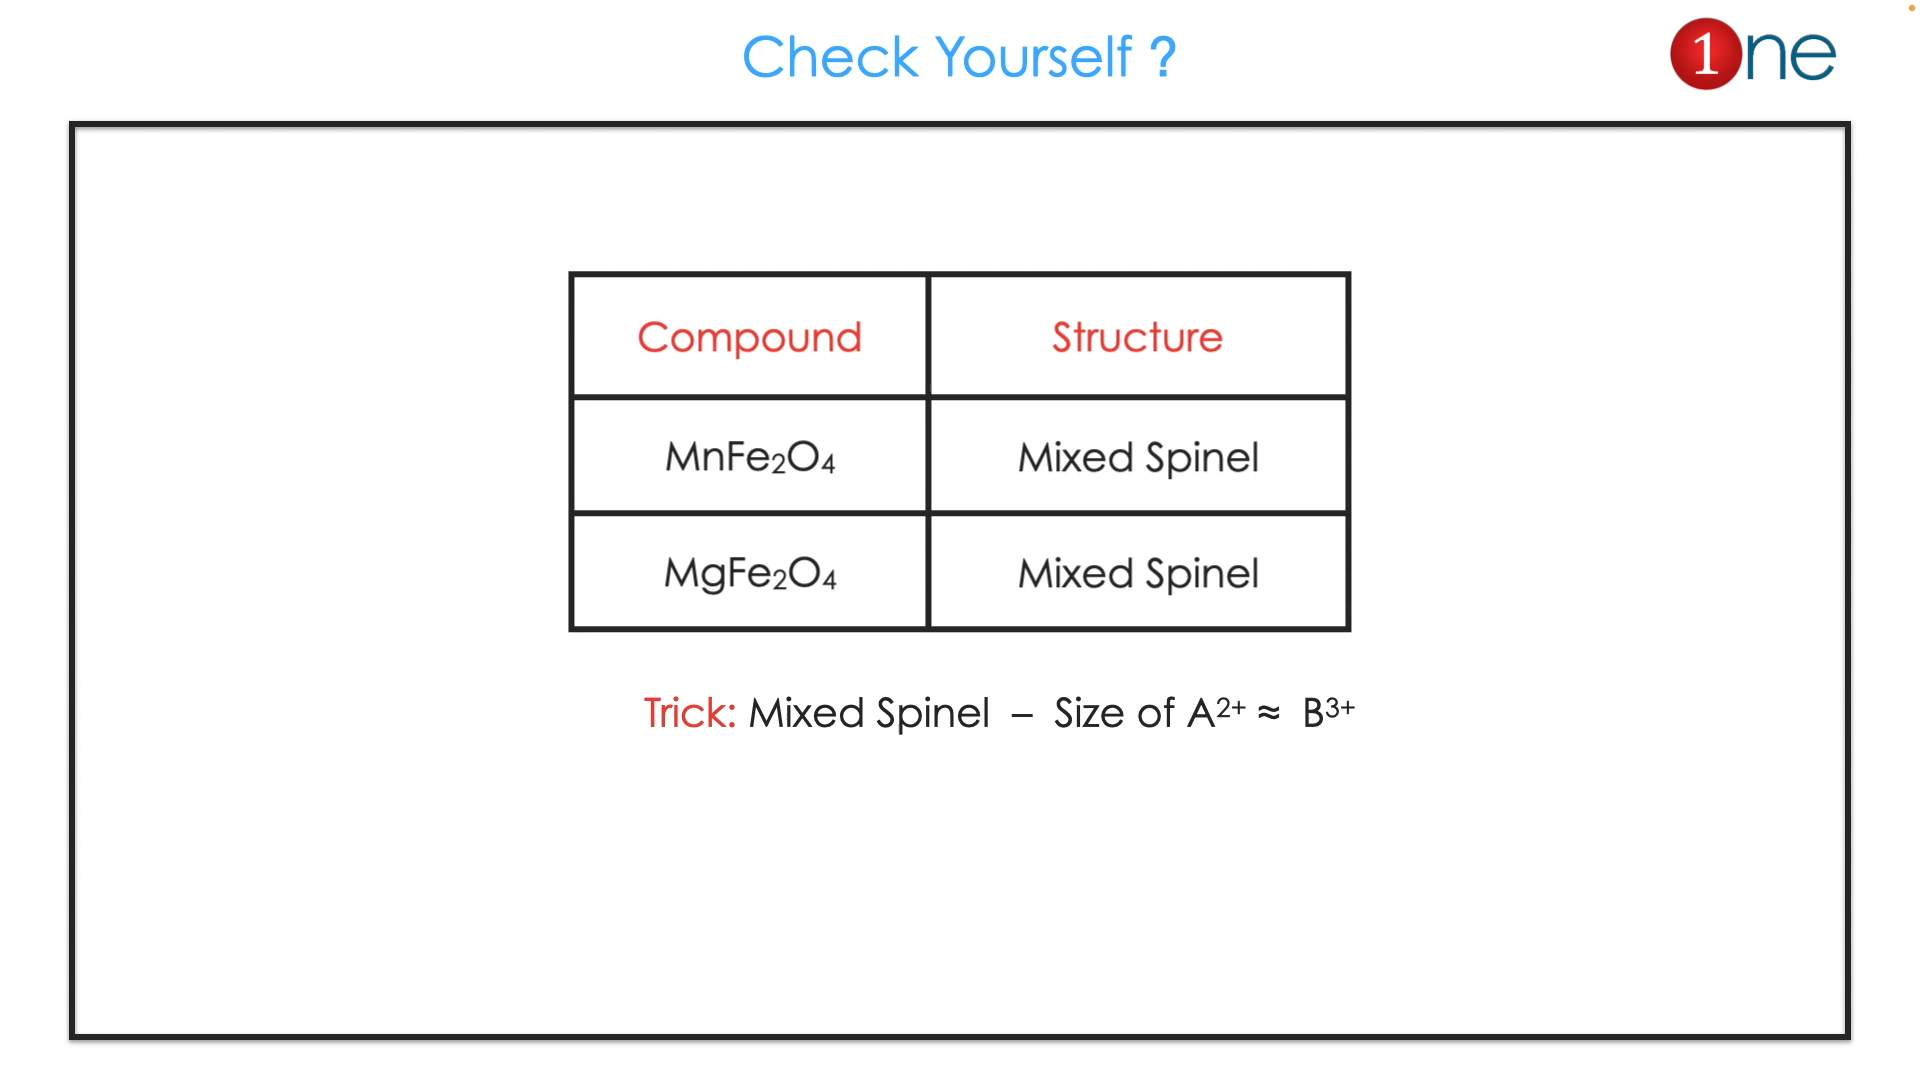 Check Yourself ?
1ne
Compound Structure
MnFe₂O₄ Mixed Spinel
MgFe₂O₄ Mixed Spinel
Trick: Mixed Spinel – Size of A²⁺ ≈ B³⁺